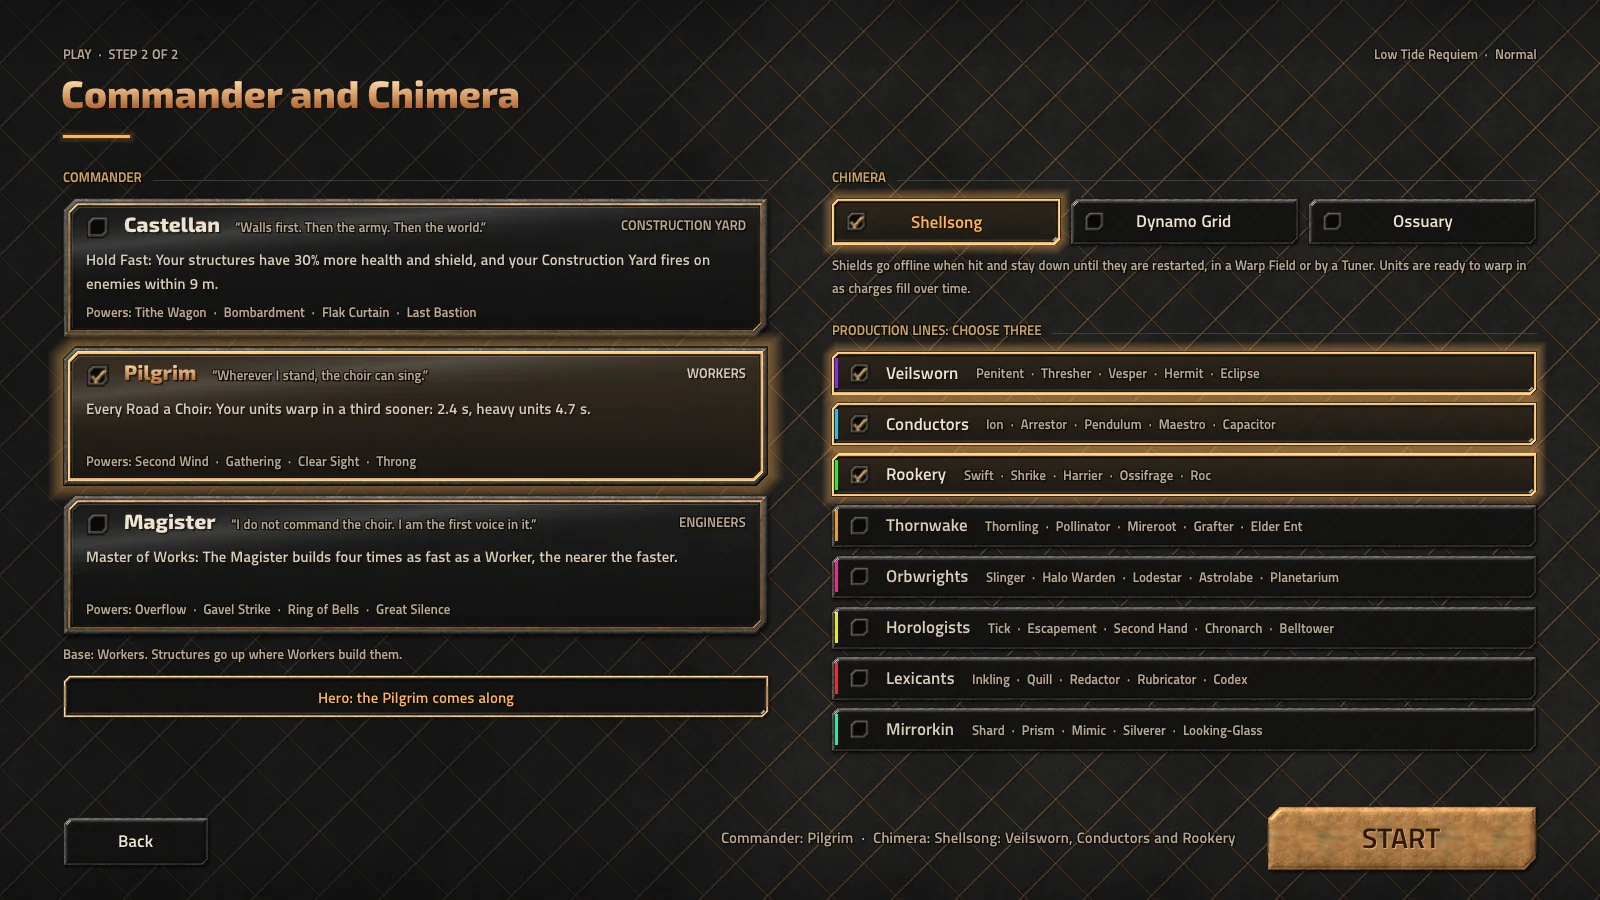 PLAY · STEP 2 OF 2
Low Tide Requiem · Normal
Commander and Chimera
COMMANDER
Castellan "Walls first. Then the army. Then the world." CONSTRUCTION YARD
Hold Fast: Your structures have 30% more health and shield, and your Construction Yard fires on
enemies within 9 m.
Powers: Tithe Wagon · Bombardment · Flak Curtain · Last Bastion
Pilgrim "Wherever I stand, the choir can sing." WORKERS
Every Road a Choir: Your units warp in a third sooner: 2.4 s, heavy units 4.7 s.
Powers: Second Wind · Gathering · Clear Sight · Throng
Magister "I do not command the choir. I am the first voice in it." ENGINEERS
Master of Works: The Magister builds four times as fast as a Worker, the nearer the faster.
Powers: Overflow · Gavel Strike · Ring of Bells · Great Silence
Base: Workers. Structures go up where Workers build them.
Hero: the Pilgrim comes along
CHIMERA
Shellsong
Dynamo Grid
Ossuary
Shields go offline when hit and stay down until they are restarted, in a Warp Field or by a Tuner. Units are ready to warp in
as charges fill over time.
PRODUCTION LINES: CHOOSE THREE
Veilsworn Penitent · Thresher · Vesper · Hermit · Eclipse
Conductors Ion · Arrestor · Pendulum · Maestro · Capacitor
Rookery Swift · Shrike · Harrier · Ossifrage · Roc
Thornwake Thornling · Pollinator · Mireroot · Grafter · Elder Ent
Orbwrights Slinger · Halo Warden · Lodestar · Astrolabe · Planetarium
Horologists Tick · Escapement · Second Hand · Chronarch · Belltower
Lexicants Inkling · Quill · Redactor · Rubricator · Codex
Mirrorkin Shard · Prism · Mimic · Silverer · Looking-Glass
Back
Commander: Pilgrim · Chimera: Shellsong: Veilsworn, Conductors and Rookery
START